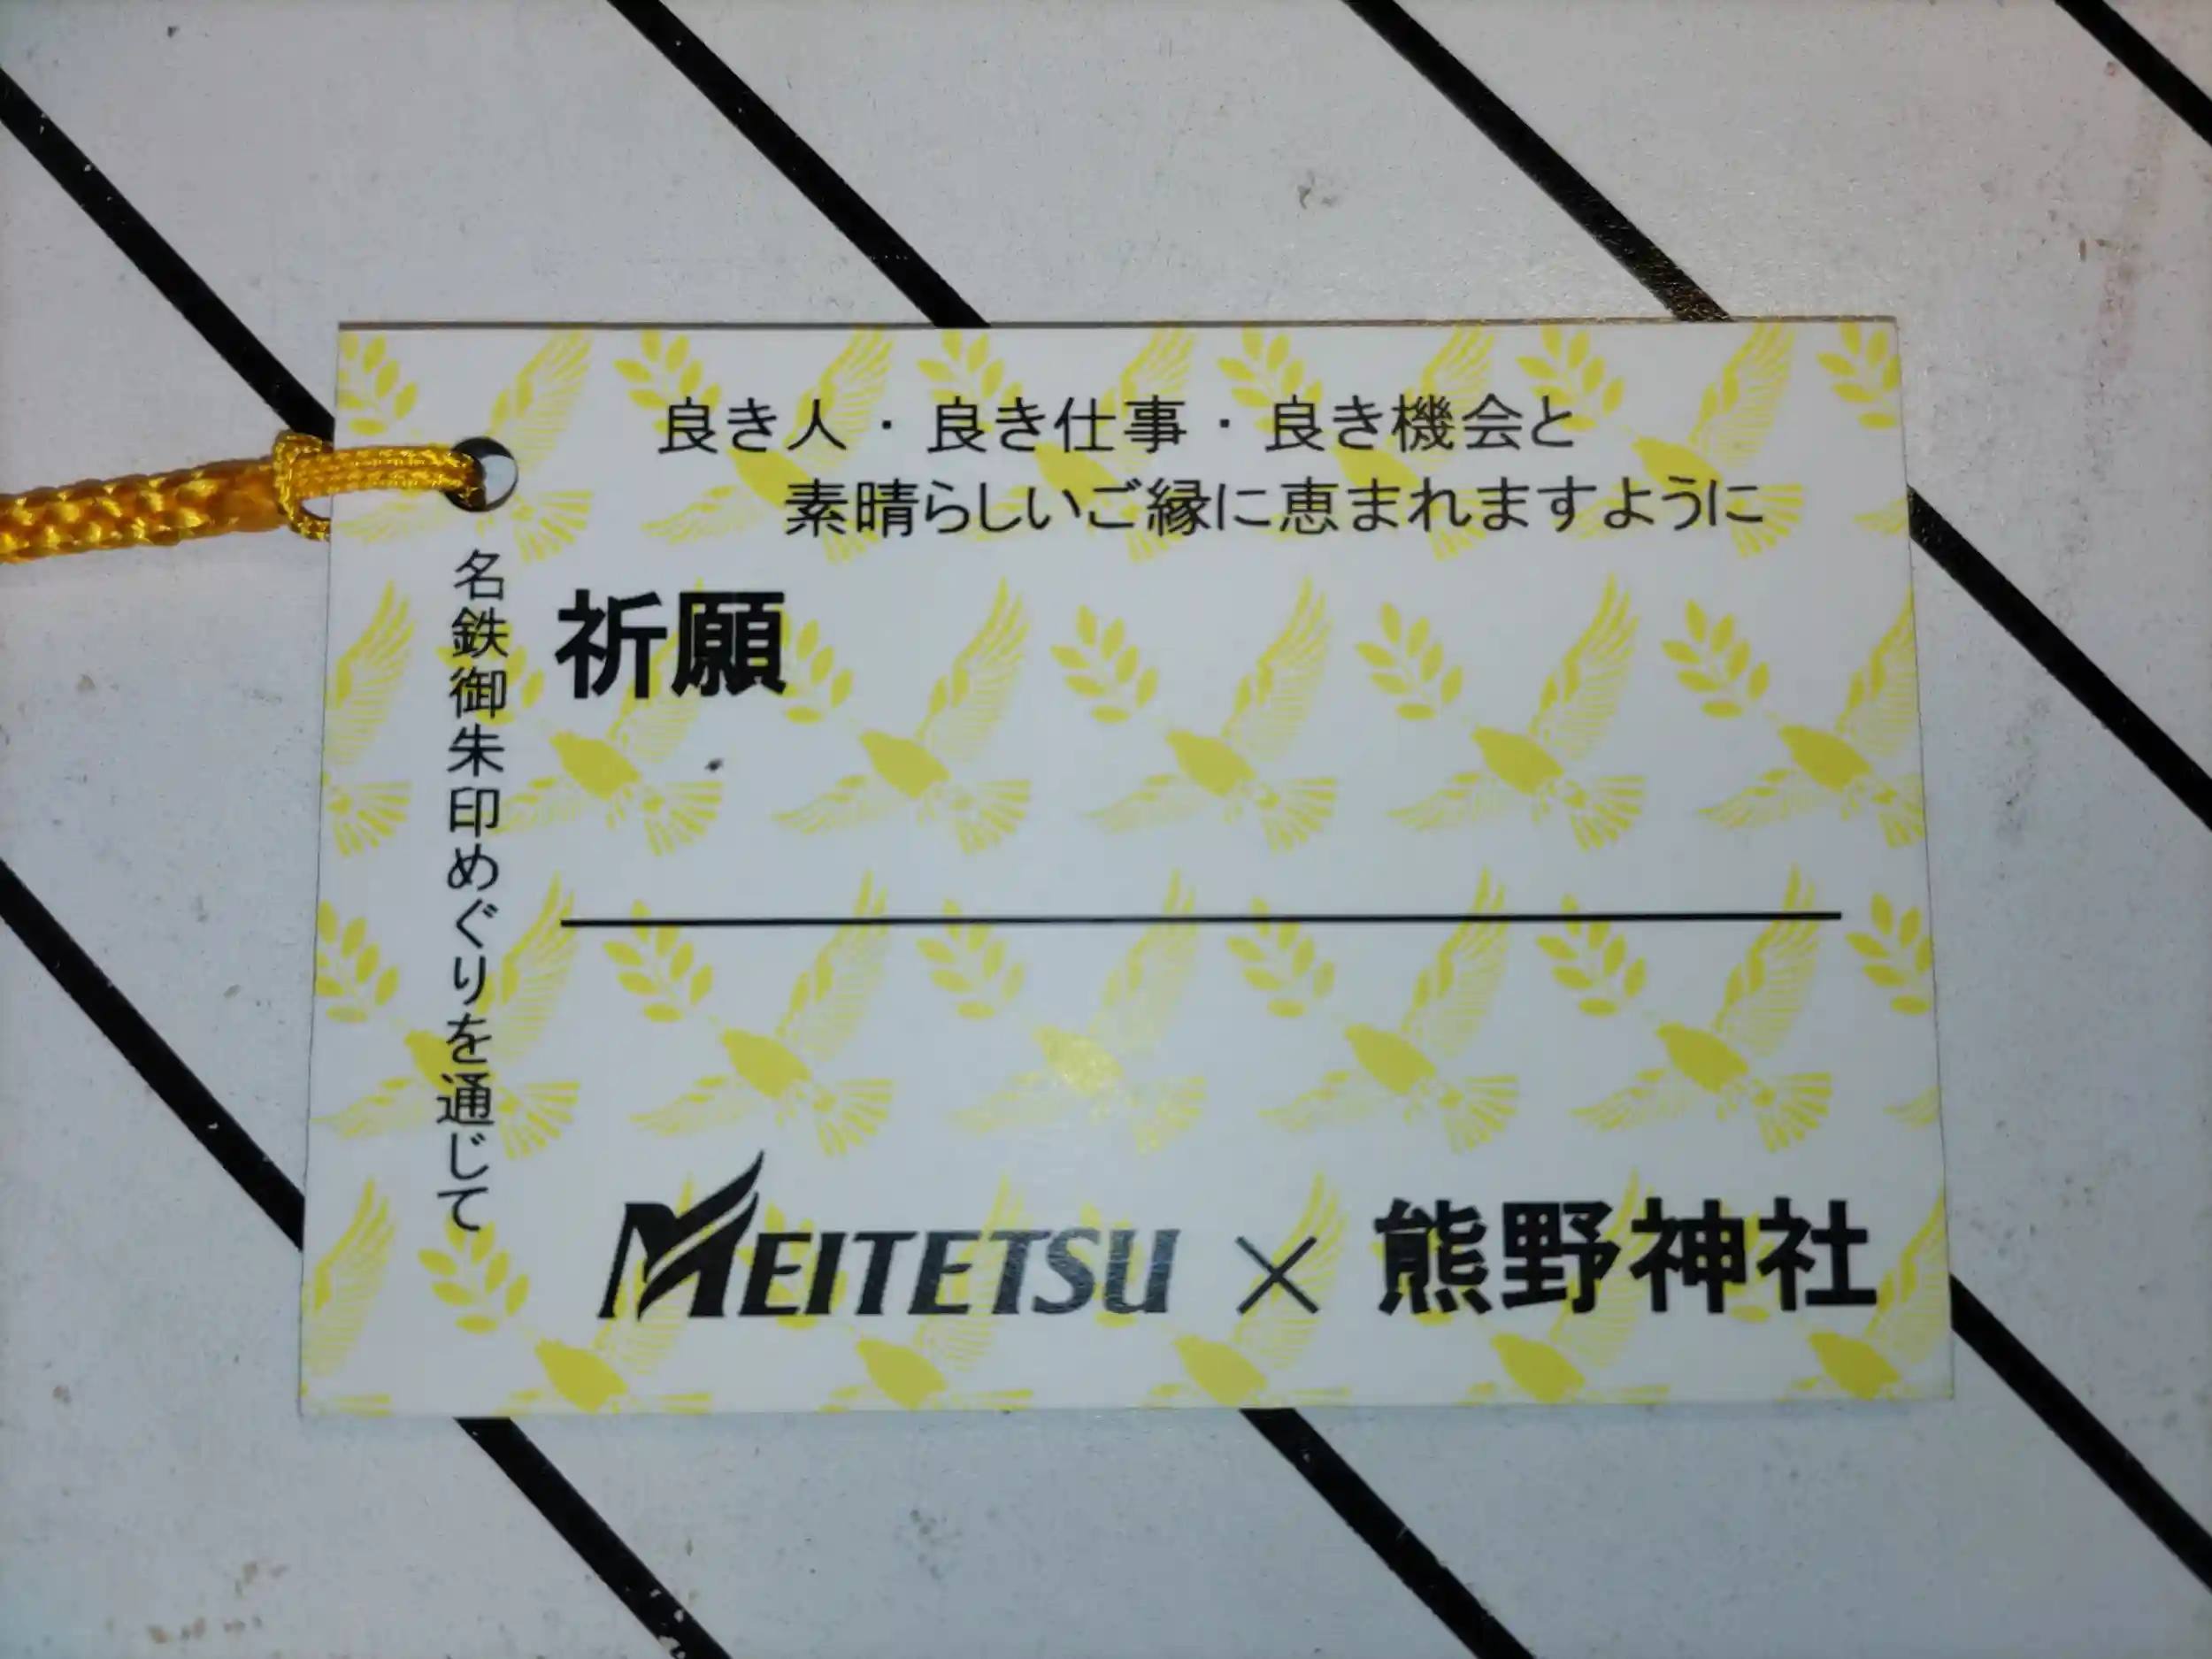 良き人・良き仕事・良き機会と
素晴らしいご縁に恵まれますように
名鉄御朱印めぐりを通じて
祈願
MEITETSU × 熊野神社